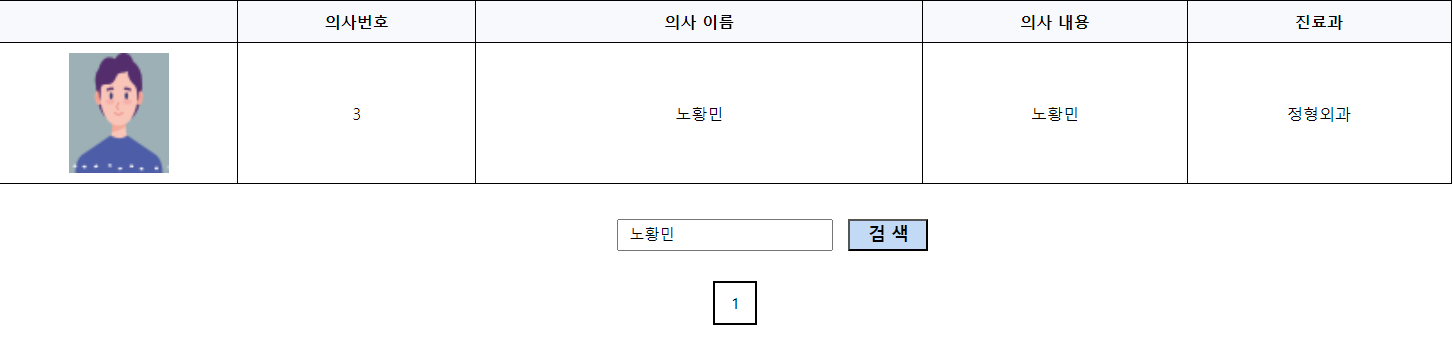 의사번호 의사 이름 의사 내용 진료과
3 노황민 노황민 정형외과
노황민 검 색
1